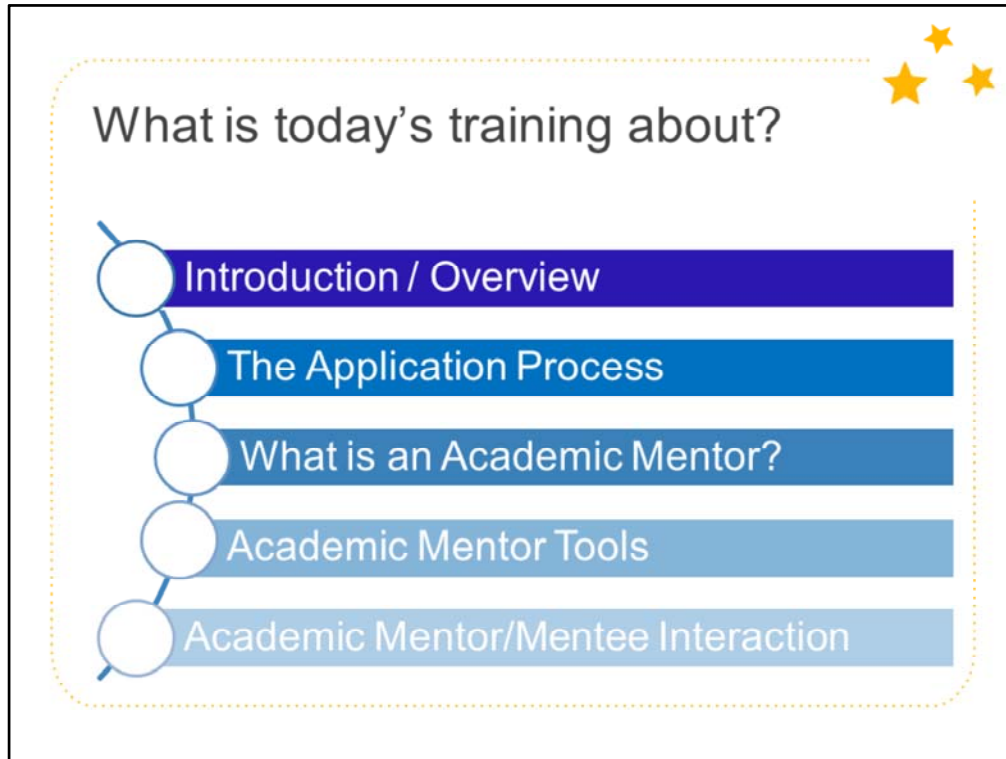 What is today’s training about?
Introduction / Overview
The Application Process
What is an Academic Mentor?
Academic Mentor Tools
Academic Mentor/Mentee Interaction